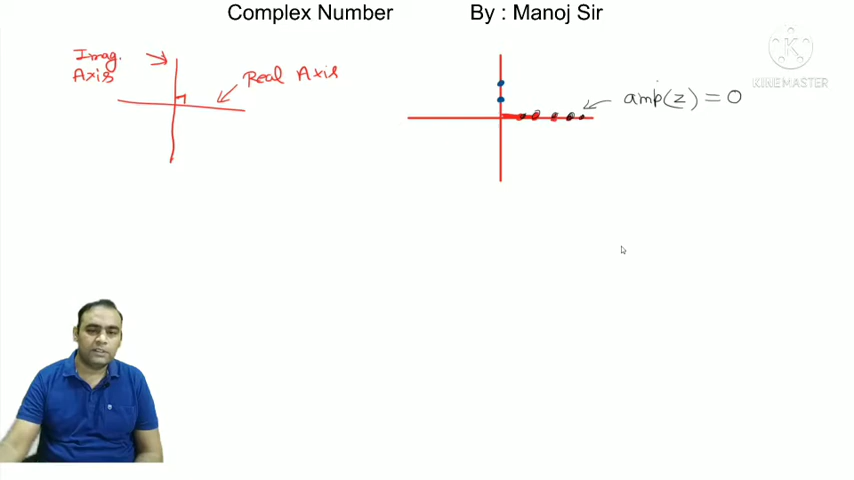 Complex Number By : Manoj Sir
Imag.
Axis
Real Axis
amp(z) = 0
KINEMASTER